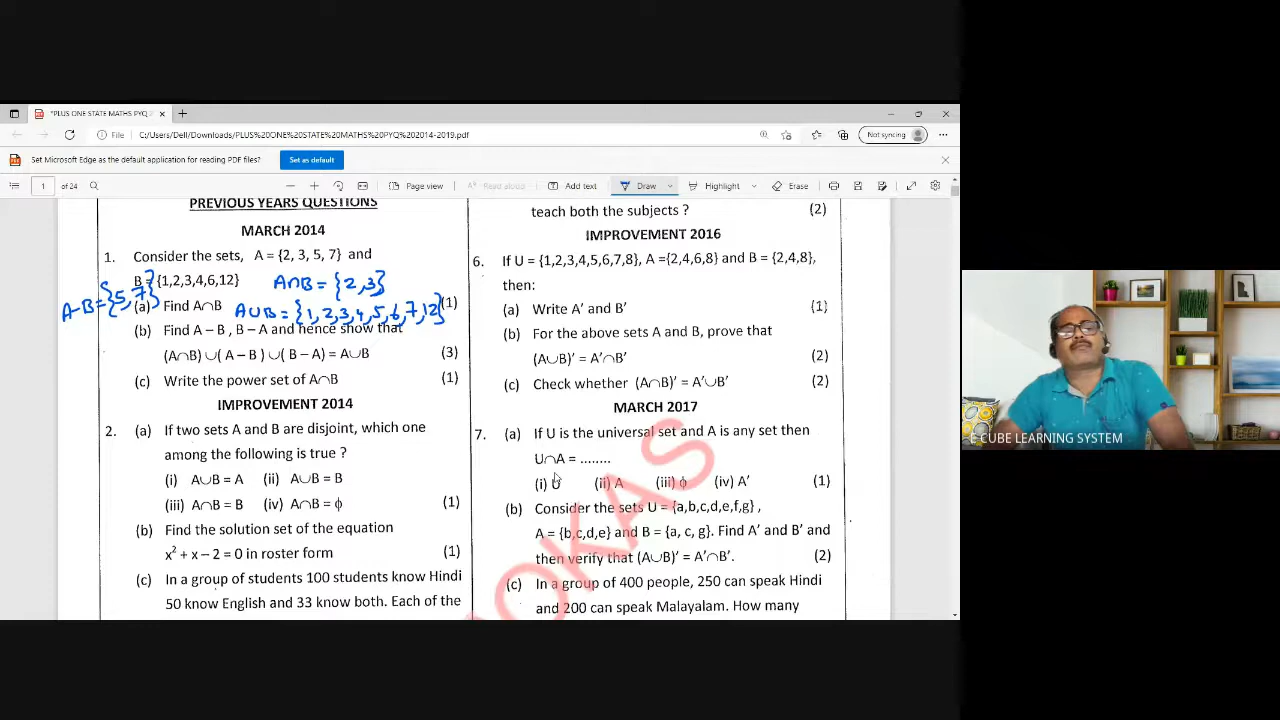 *PLUS ONE STATE MATHS PYQ 2
File
C:/Users/Dell/Downloads/PLUS%20ONE%20STATE%20MATHS%20PYQ%202014-2019.pdf
Not syncing
Set Microsoft Edge as the default application for reading PDF files?
Set as default
1
of 24
Page view
Read aloud
Add text
Draw
Highlight
Erase
PREVIOUS YEARS QUESTIONS
MARCH 2014
1. Consider the sets, A = {2, 3, 5, 7} and
B = {1,2,3,4,6,12}
A∩B = {2,3}
A-B = {5,7}
(a) Find A∩B (1)
A∪B = {1,2,3,4,5,6,7,12}
(b) Find A – B , B – A and hence show that
(A∩B) ∪( A – B ) ∪( B – A) = A∪B (3)
(c) Write the power set of A∩B (1)
IMPROVEMENT 2014
2. (a) If two sets A and B are disjoint, which one
among the following is true ?
(i) A∪B = A (ii) A∪B = B
(iii) A∩B = B (iv) A∩B = ϕ (1)
(b) Find the solution set of the equation
x² + x – 2 = 0 in roster form (1)
(c) In a group of students 100 students know Hindi
50 know English and 33 know both. Each of the
teach both the subjects ? (2)
IMPROVEMENT 2016
6. If U = {1,2,3,4,5,6,7,8}, A ={2,4,6,8} and B = {2,4,8},
then:
(a) Write A’ and B’ (1)
(b) For the above sets A and B, prove that
(A∪B)’ = A’∩B’ (2)
(c) Check whether (A∩B)’ = A’∪B’ (2)
MARCH 2017
7. (a) If U is the universal set and A is any set then
U∩A = ........
(i) U (ii) A (iii) ϕ (iv) A’ (1)
(b) Consider the sets U = {a,b,c,d,e,f,g} ,
A = {b,c,d,e} and B = {a, c, g}. Find A’ and B’ and
then verify that (A∪B)’ = A’∩B’. (2)
(c) In a group of 400 people, 250 can speak Hindi
and 200 can speak Malayalam. How many
OKAS
E CUBE LEARNING SYSTEM